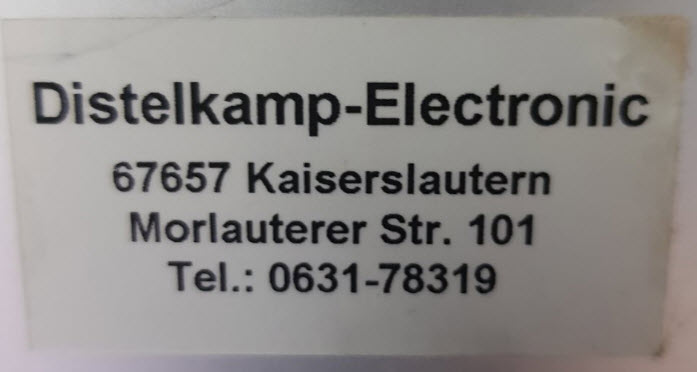 Distelkamp-Electronic
67657 Kaiserslautern
Morlauterer Str. 101
Tel.: 0631-78319